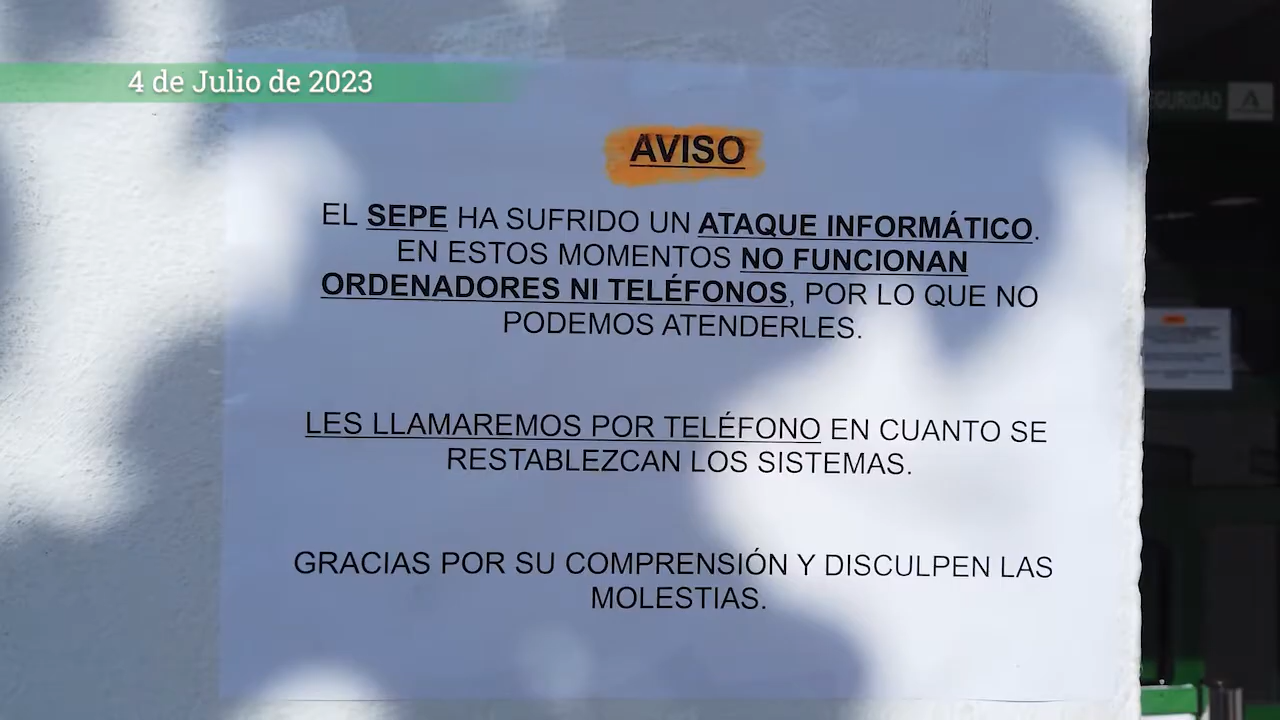 4 de Julio de 2023
AVISO
EL SEPE HA SUFRIDO UN ATAQUE INFORMÁTICO.
EN ESTOS MOMENTOS NO FUNCIONAN
ORDENADORES NI TELÉFONOS, POR LO QUE NO
PODEMOS ATENDERLES.
LES LLAMAREMOS POR TELÉFONO EN CUANTO SE
RESTABLEZCAN LOS SISTEMAS.
GRACIAS POR SU COMPRENSIÓN Y DISCULPEN LAS
MOLESTIAS.